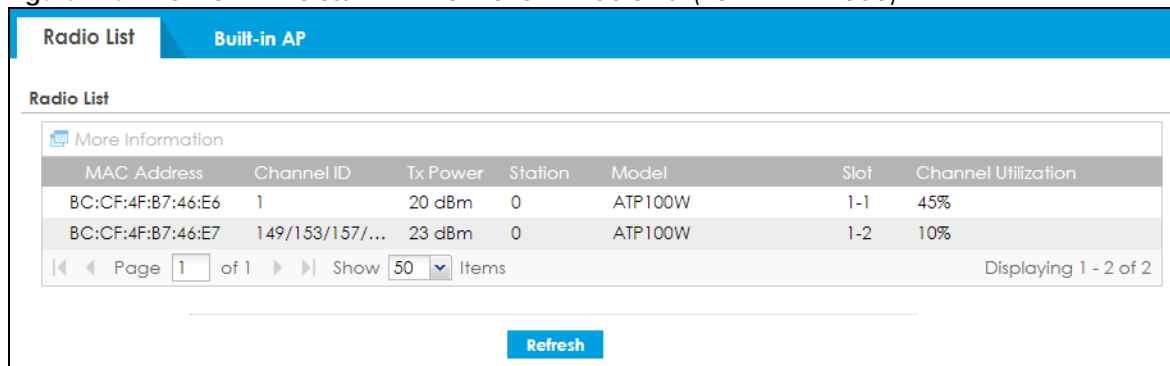 Radio List Built-in AP
Radio List
More Information
MAC Address Channel ID Tx Power Station Model Slot Channel Utilization
BC:CF:4F:B7:46:E6 1 20 dBm 0 ATP100W 1-1 45%
BC:CF:4F:B7:46:E7 149/153/157/... 23 dBm 0 ATP100W 1-2 10%
Page 1 of 1 Show 50 Items Displaying 1 - 2 of 2
Refresh